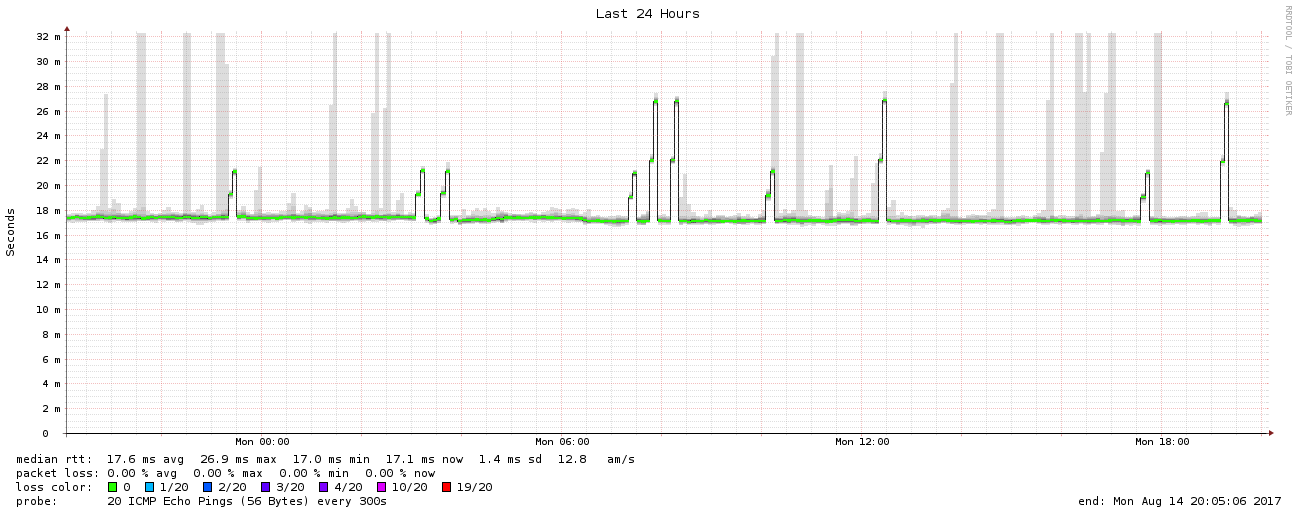 Last 24 Hours
RRDTOOL / TOBI OETIKER
Seconds
32 m
30 m
28 m
26 m
24 m
22 m
20 m
18 m
16 m
14 m
12 m
10 m
8 m
6 m
4 m
2 m
0
Mon 00:00 Mon 06:00 Mon 12:00 Mon 18:00
median rtt: 17.6 ms avg 26.9 ms max 17.0 ms min 17.1 ms now 1.4 ms sd 12.8 am/s
packet loss: 0.00 % avg 0.00 % max 0.00 % min 0.00 % now
loss color: 0 1/20 2/20 3/20 4/20 10/20 19/20
probe: 20 ICMP Echo Pings (56 Bytes) every 300s end: Mon Aug 14 20:05:06 2017